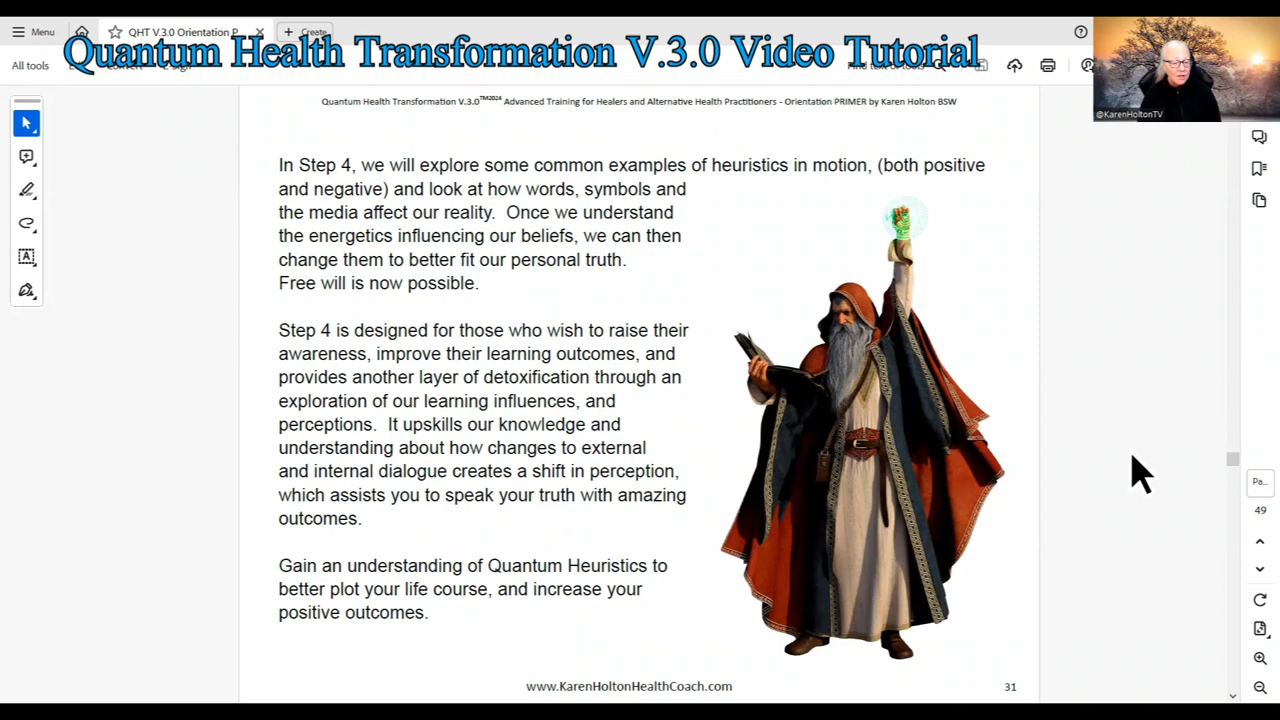 Menu
QHT V.3.0 Orientation P
Create
Quantum Health Transformation V.3.0 Video Tutorial
All tools
@KarenHoltonTV
Quantum Health Transformation V.3.0™2024 Advanced Training for Healers and Alternative Health Practitioners - Orientation PRIMER by Karen Holton BSW
In Step 4, we will explore some common examples of heuristics in motion, (both positive
and negative) and look at how words, symbols and
the media affect our reality. Once we understand
the energetics influencing our beliefs, we can then
change them to better fit our personal truth.
Free will is now possible.
Step 4 is designed for those who wish to raise their
awareness, improve their learning outcomes, and
provides another layer of detoxification through an
exploration of our learning influences, and
perceptions. It upskills our knowledge and
understanding about how changes to external
and internal dialogue creates a shift in perception,
which assists you to speak your truth with amazing
outcomes.
Gain an understanding of Quantum Heuristics to
better plot your life course, and increase your
positive outcomes.
www.KarenHoltonHealthCoach.com
31
Pa...
49